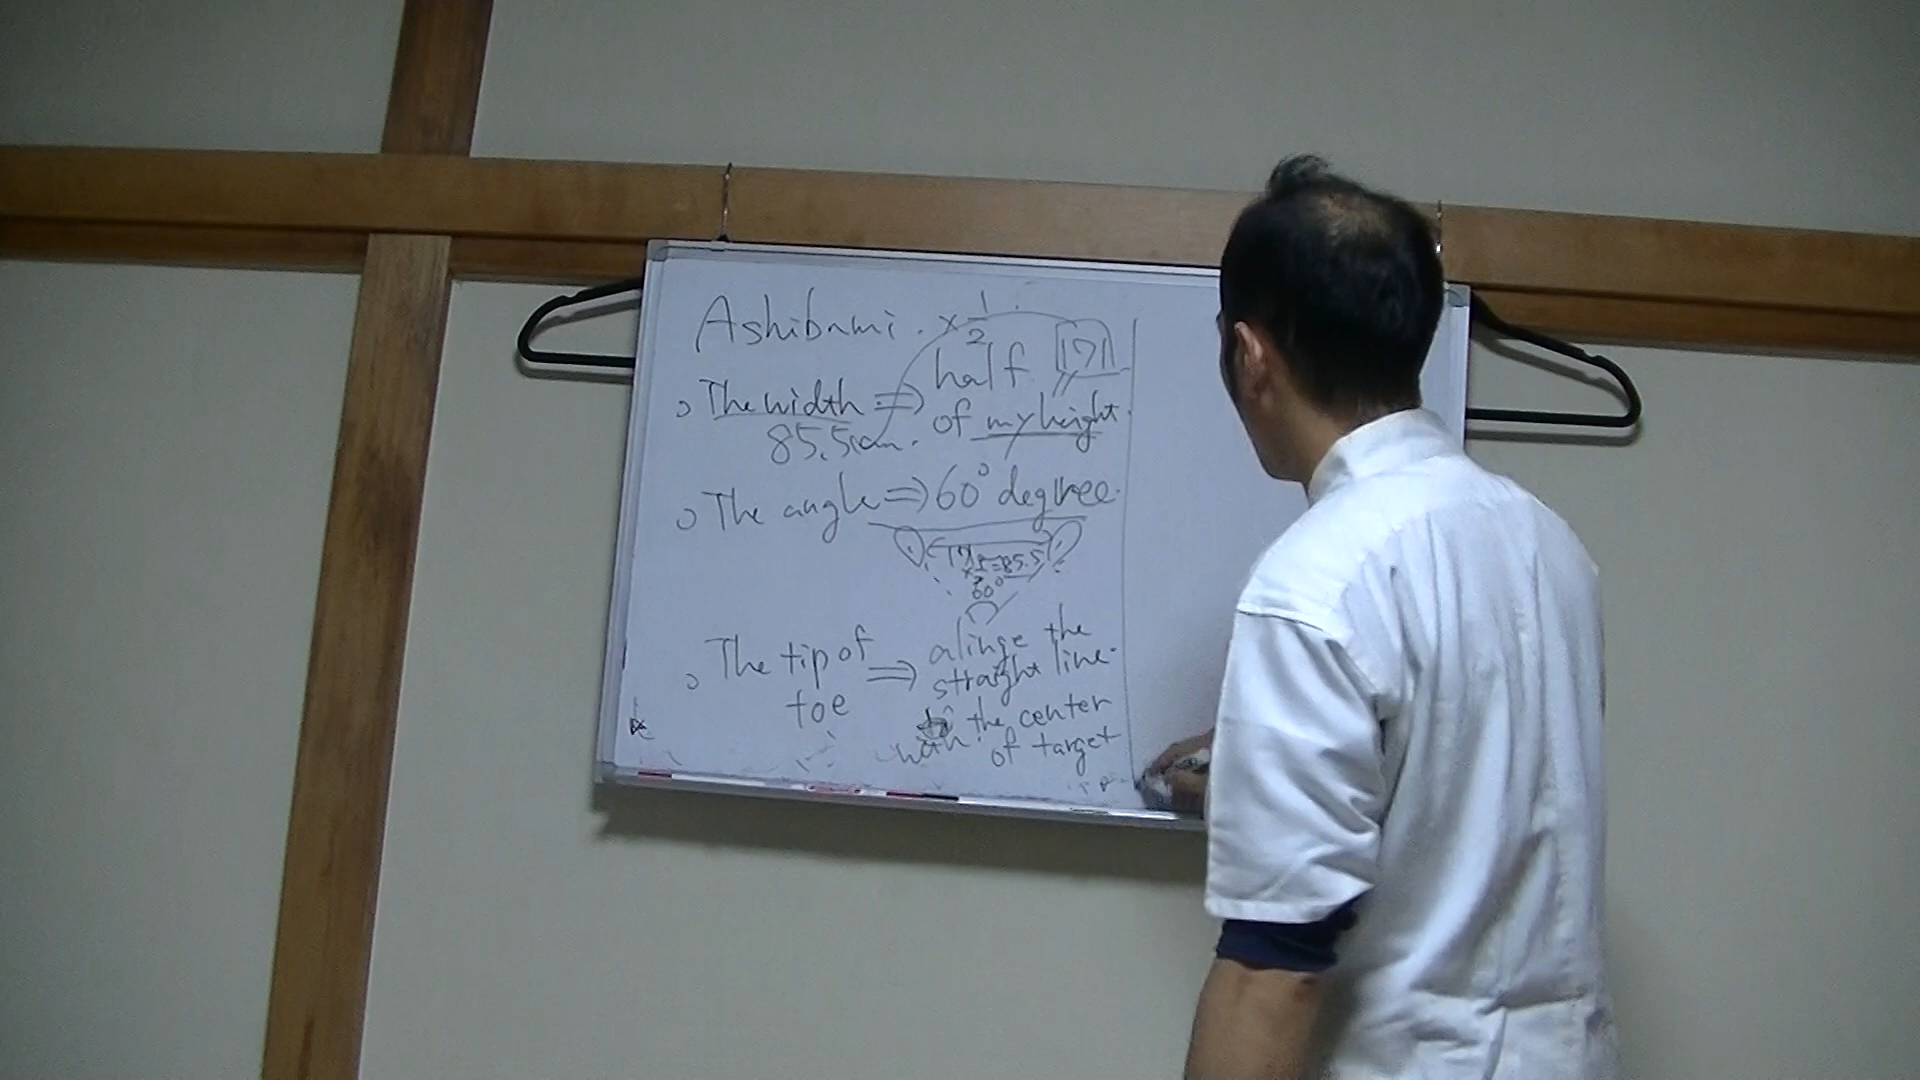 Ashibumi. × 1/2
The width ⇒ half 171
85.5cm. of my height.
The angle ⇒ 60° degree.
171 × 1/2 = 85.5
60°
The tip of ⇒ alinge the
toe straight line.
with the center
of target